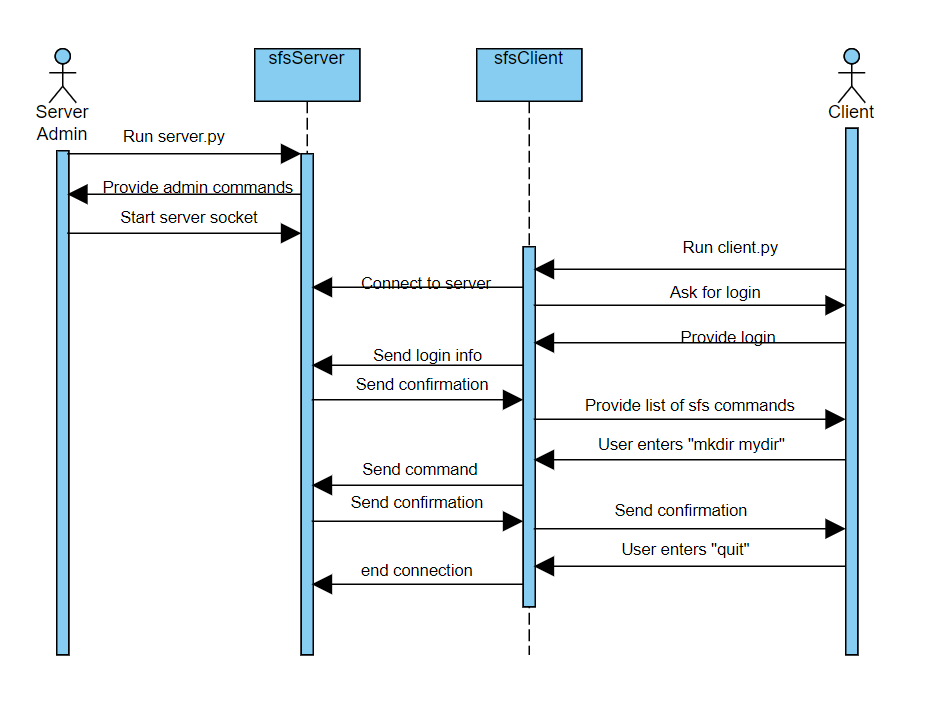 sfsServer
sfsClient
Server
Admin
Client
Run server.py
Provide admin commands
Start server socket
Run client.py
Connect to server
Ask for login
Provide login
Send login info
Send confirmation
Provide list of sfs commands
User enters "mkdir mydir"
Send command
Send confirmation
Send confirmation
User enters "quit"
end connection